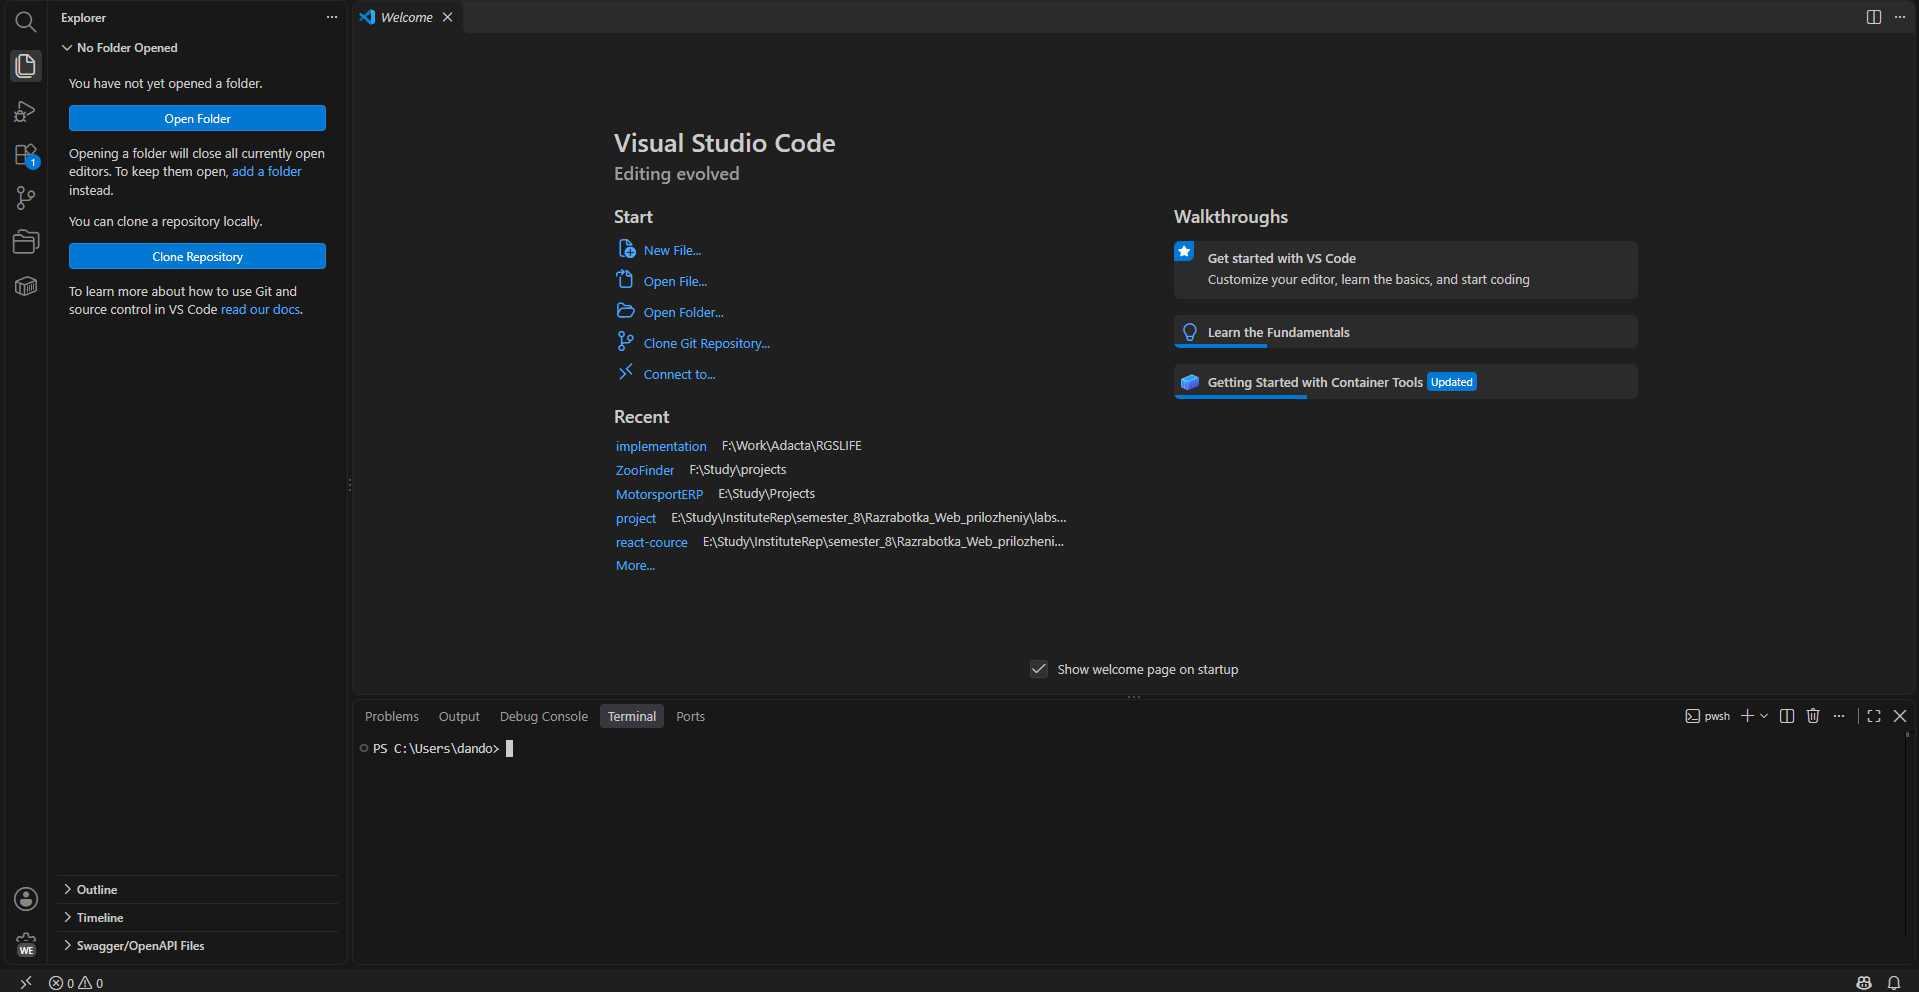 Explorer
No Folder Opened
You have not yet opened a folder.
Open Folder
Opening a folder will close all currently open
editors. To keep them open, add a folder
instead.
You can clone a repository locally.
Clone Repository
To learn more about how to use Git and
source control in VS Code read our docs.
1
Outline
Timeline
Swagger/OpenAPI Files
WE
Welcome
Visual Studio Code
Editing evolved
Start
New File...
Open File...
Open Folder...
Clone Git Repository...
Connect to...
Recent
implementation F:\Work\Adacta\RGSLIFE
ZooFinder F:\Study\projects
MotorsportERP E:\Study\Projects
project E:\Study\InstituteRep\semester_8\Razrabotka_Web_prilozheniy\labs...
react-cource E:\Study\InstituteRep\semester_8\Razrabotka_Web_prilozheni...
More...
Walkthroughs
Get started with VS Code
Customize your editor, learn the basics, and start coding
Learn the Fundamentals
Getting Started with Container Tools Updated
Show welcome page on startup
Problems Output Debug Console Terminal Ports
pwsh
PS C:\Users\dando>
0 0